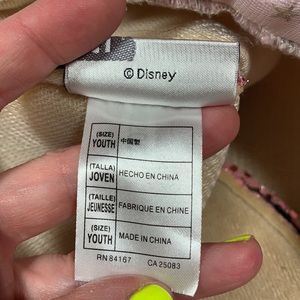 © Disney
(SIZE)
YOUTH 中国製
(TALLA)
JOVEN HECHO EN CHINA
(TAILLE)
JEUNESSE FABRIQUE EN CHINE
(SIZE)
YOUTH MADE IN CHINA
RN 84167 CA 25083